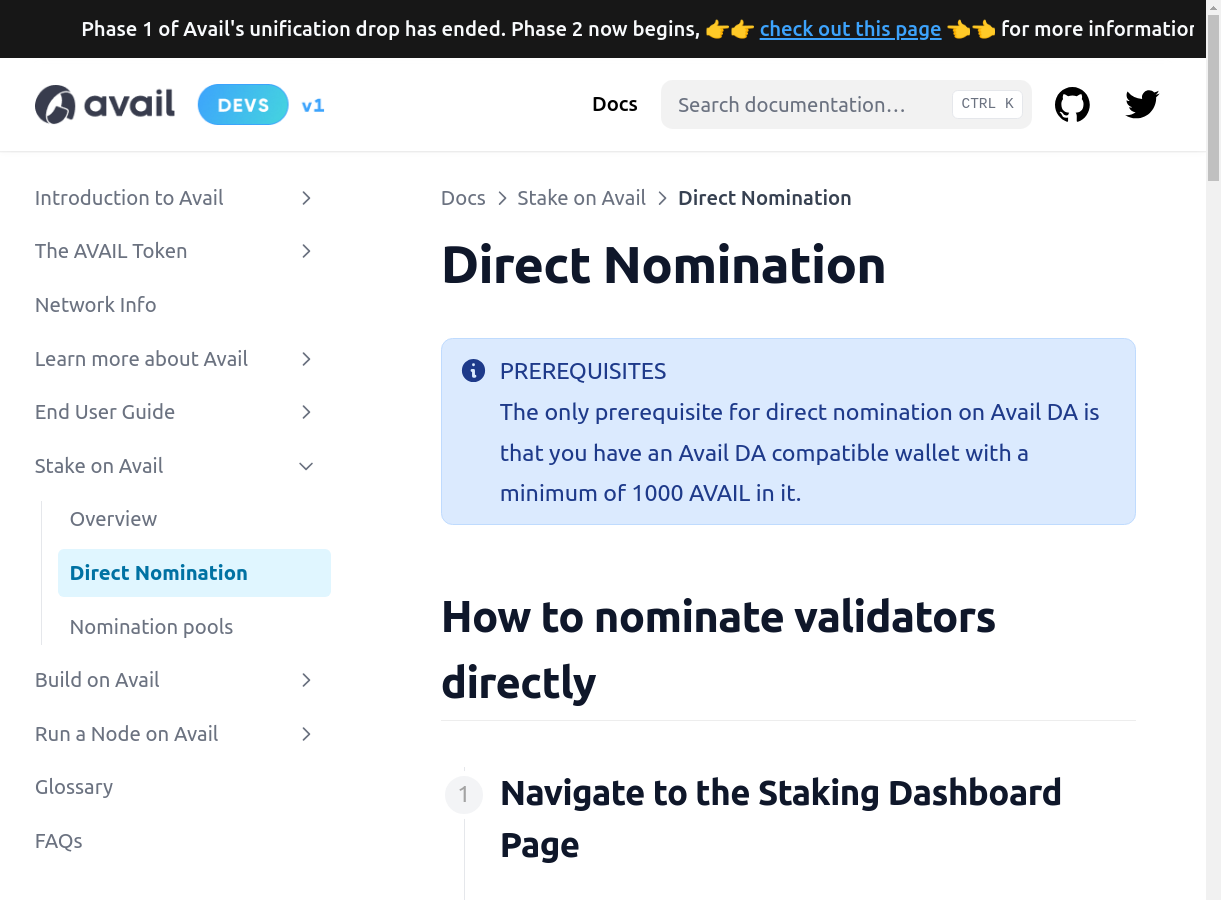 Phase 1 of Avail's unification drop has ended. Phase 2 now begins, 👉👉 check out this page 👈👈 for more information
avail DEVS v1
Docs
Search documentation…
CTRL K
Introduction to Avail
The AVAIL Token
Network Info
Learn more about Avail
End User Guide
Stake on Avail
Overview
Direct Nomination
Nomination pools
Build on Avail
Run a Node on Avail
Glossary
FAQs
Docs > Stake on Avail > Direct Nomination
Direct Nomination
PREREQUISITES
The only prerequisite for direct nomination on Avail DA is
that you have an Avail DA compatible wallet with a
minimum of 1000 AVAIL in it.
How to nominate validators
directly
1 Navigate to the Staking Dashboard
Page